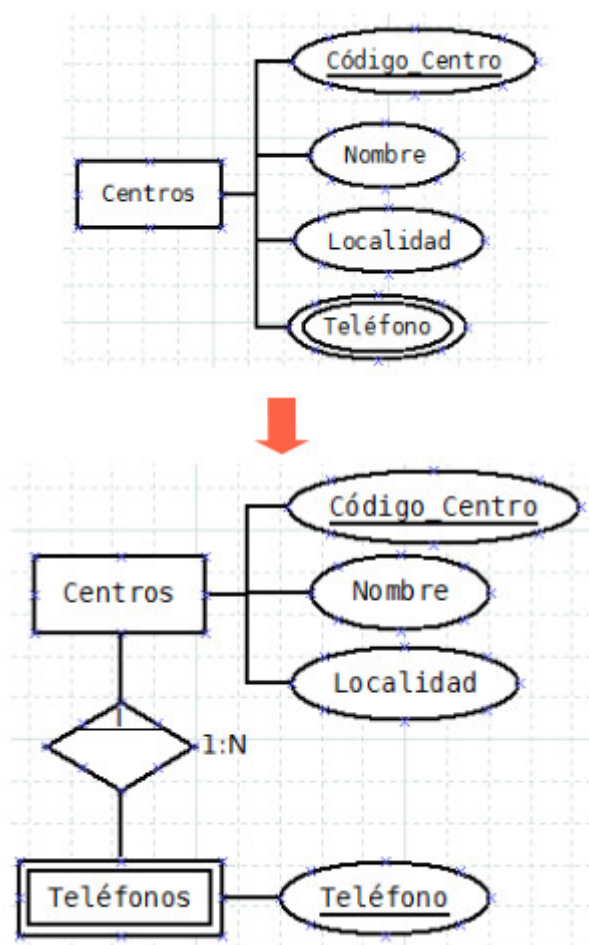 Código_Centro
Nombre
Centros
Localidad
Teléfono
Código_Centro
Centros
Nombre
Localidad
I
1:N
Teléfonos
Teléfono